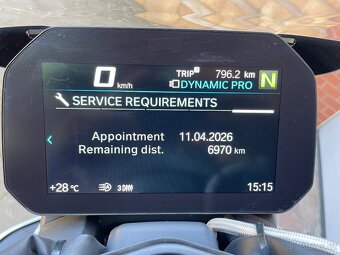 0 km/h TRIP 796.2 km N
DYNAMIC PRO
SERVICE REQUIREMENTS
Appointment 11.04.2026
Remaining dist. 6970 km
+28 °C 15:15